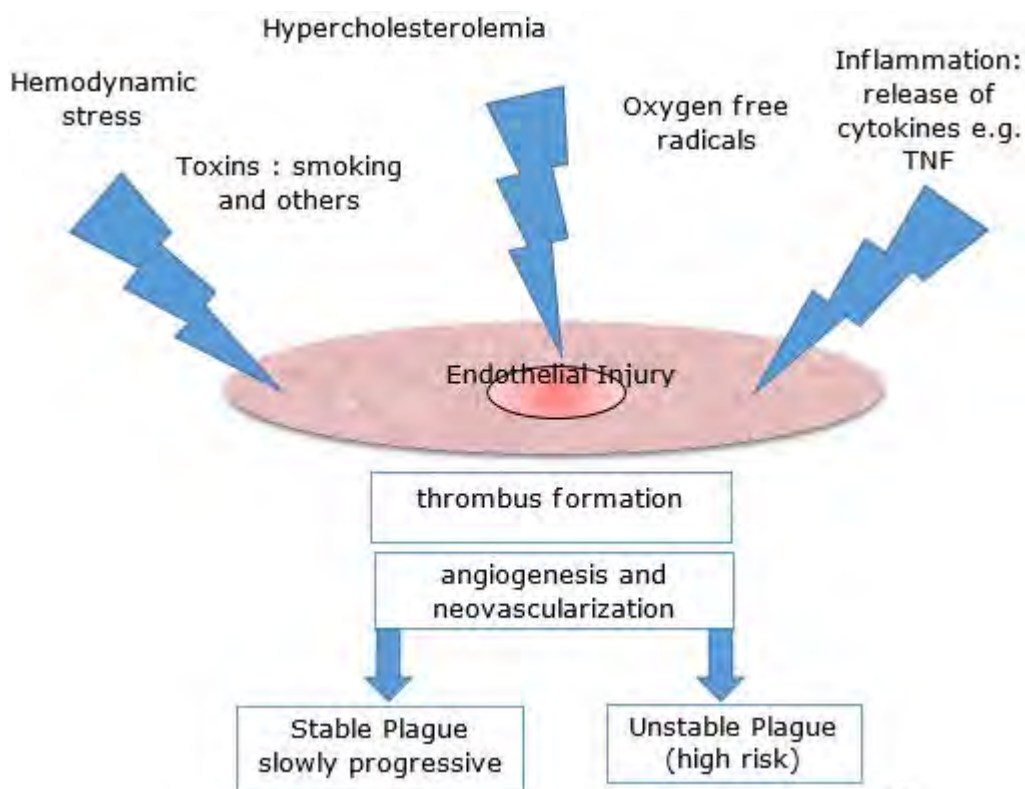 Hypercholesterolemia
Hemodynamic
stress
Toxins : smoking
and others
Oxygen free
radicals
Inflammation:
release of
cytokines e.g.
TNF
Endothelial Injury
thrombus formation
angiogenesis and
neovascularization
Stable Plague
slowly progressive
Unstable Plague
(high risk)